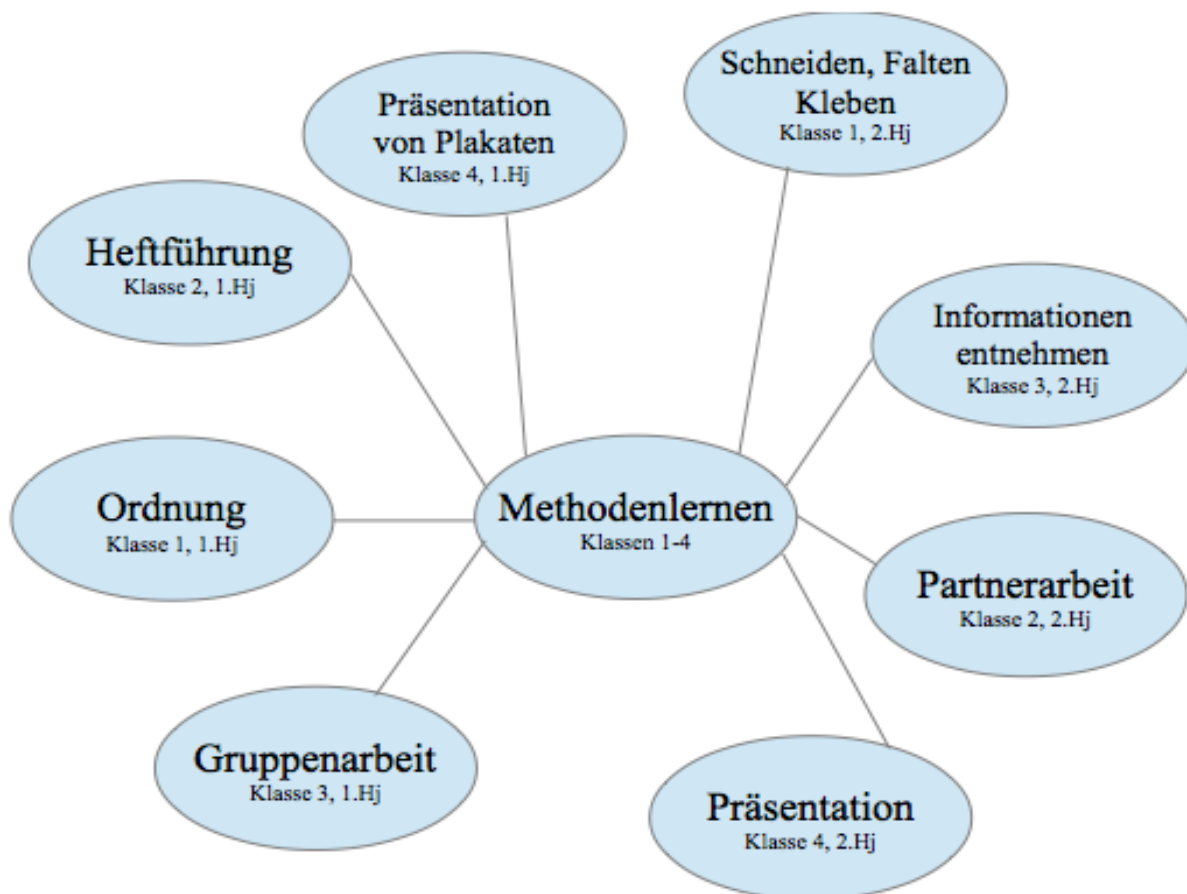 Schneiden, Falten
Kleben
Klasse 1, 2.Hj
Präsentation
von Plakaten
Klasse 4, 1.Hj
Heftführung
Klasse 2, 1.Hj
Informationen
entnehmen
Klasse 3, 2.Hj
Ordnung
Klasse 1, 1.Hj
Methodenlernen
Klassen 1-4
Partnerarbeit
Klasse 2, 2.Hj
Gruppenarbeit
Klasse 3, 1.Hj
Präsentation
Klasse 4, 2.Hj